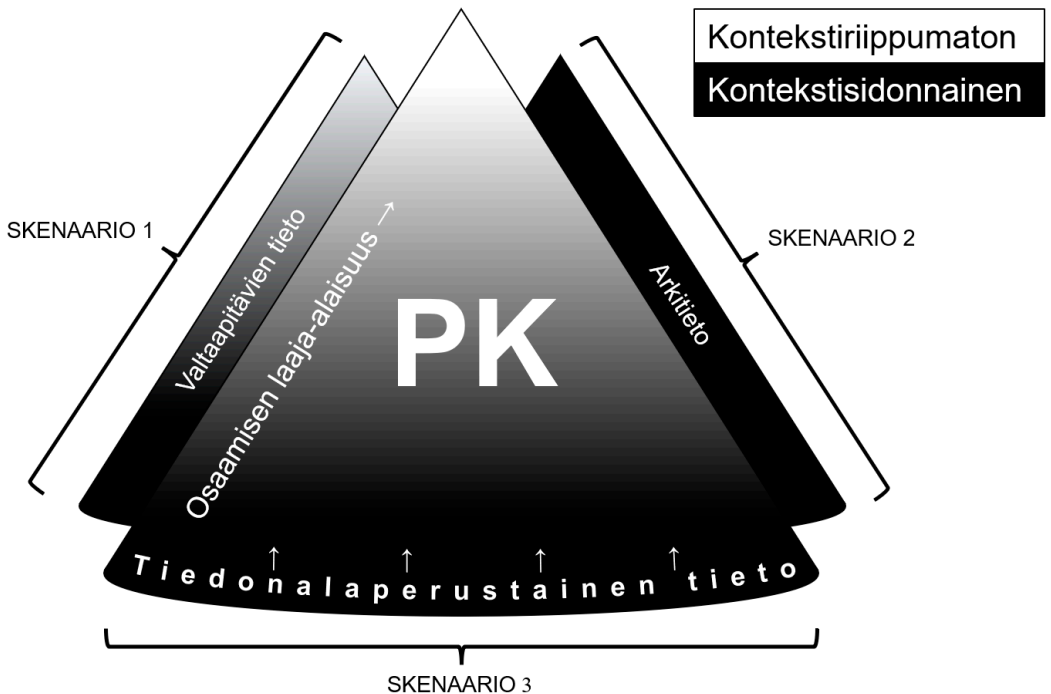 Kontekstiriippumaton
Kontekstisidonnainen
SKENAARIO 1
SKENAARIO 2
Valtaapitävien tieto
Osaamisen laaja-alaisuus →
PK
Arkitieto
↑ ↑ ↑ ↑
Tiedonalaperustainen tieto
SKENAARIO 3